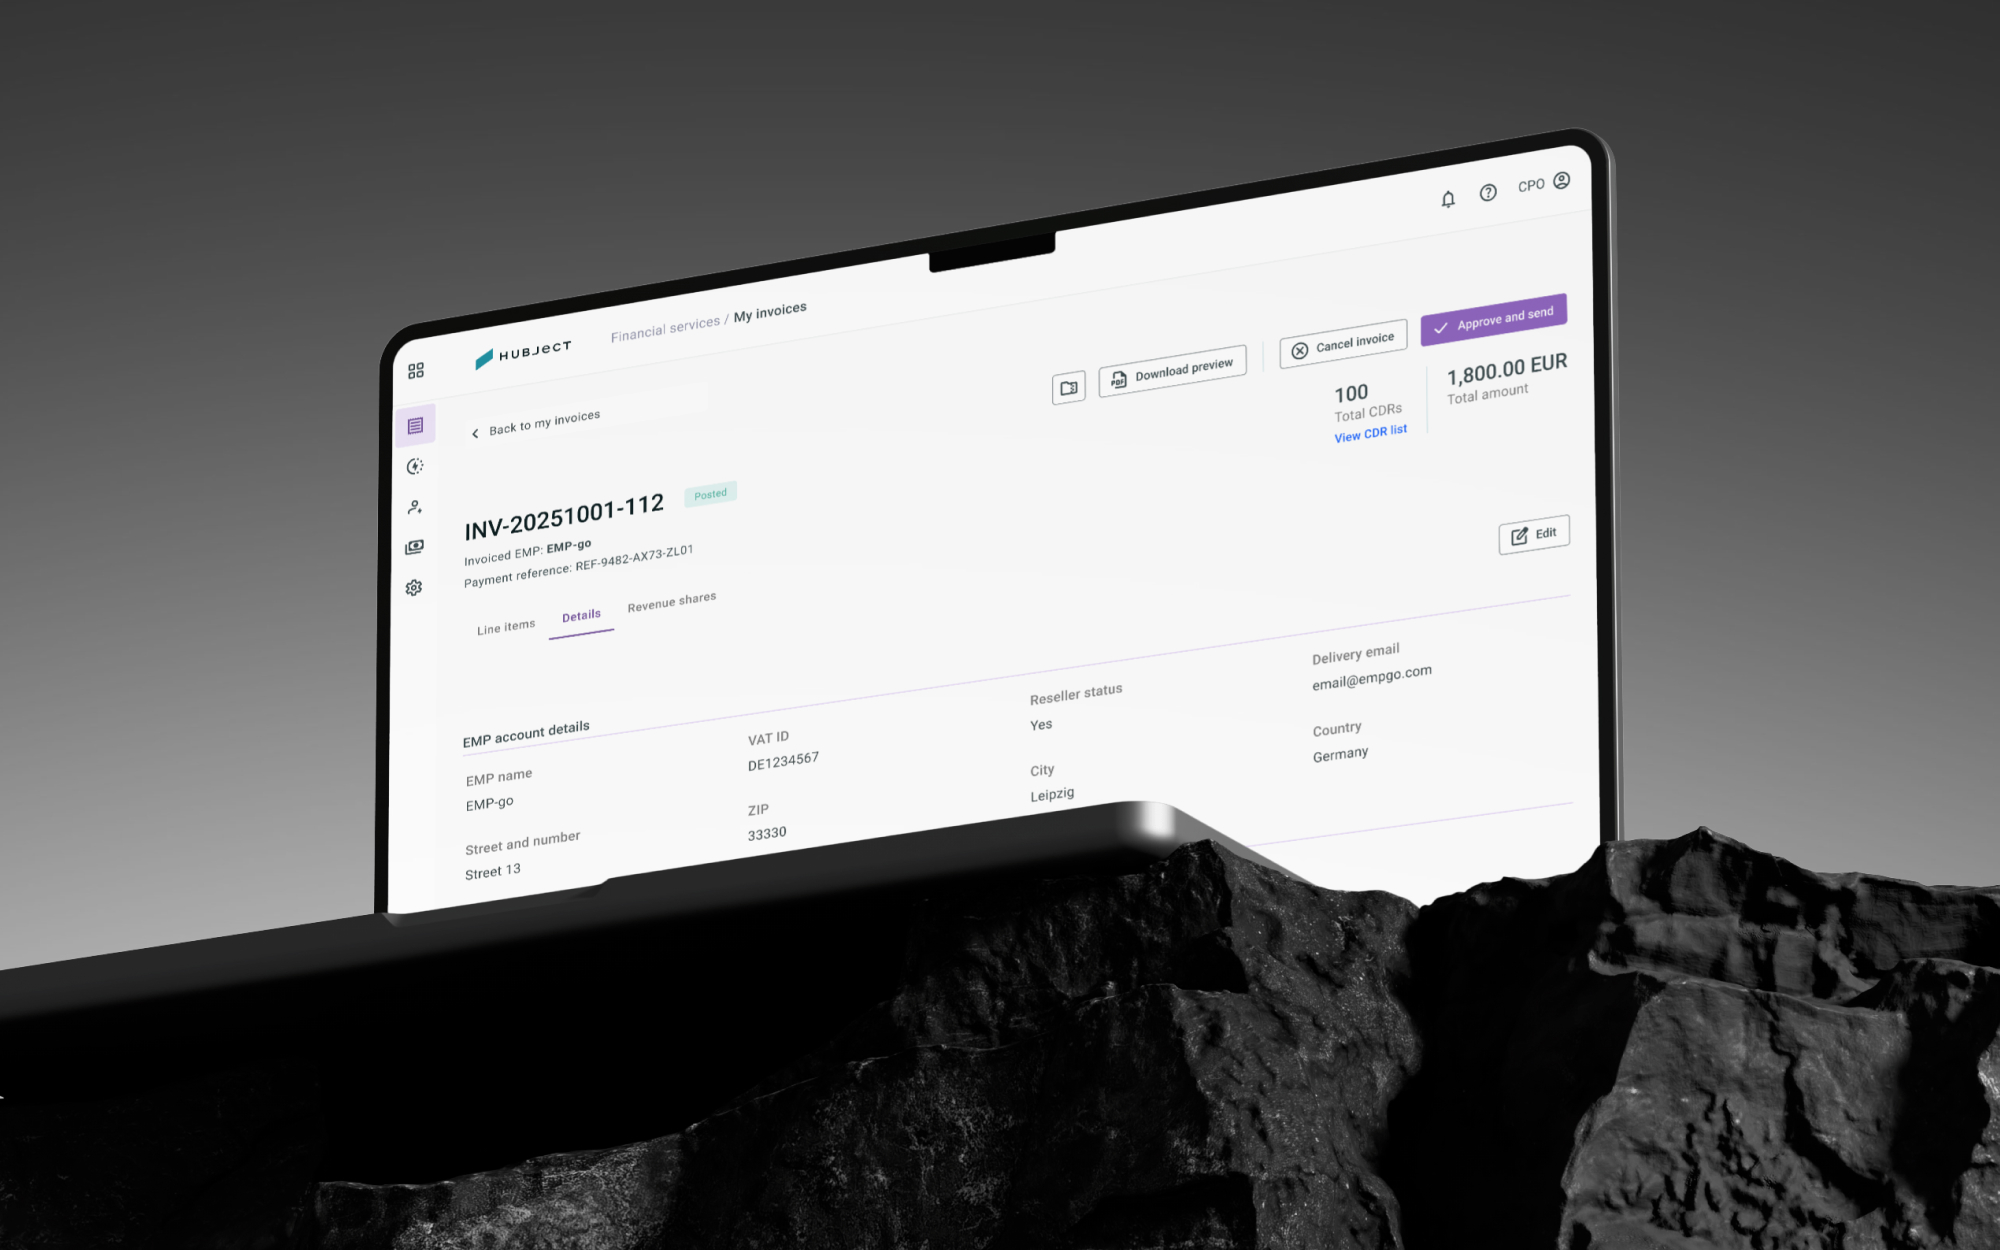 HUBJECT
Financial services / My invoices
CPO
Back to my invoices
PDF
Download preview
Cancel invoice
Approve and send
100
Total CDRs
View CDR list
1,800.00 EUR
Total amount
INV-20251001-112
Posted
Invoiced EMP: EMP-go
Payment reference: REF-9482-AX73-ZL01
Edit
Line items
Details
Revenue shares
EMP account details
EMP name
EMP-go
VAT ID
DE1234567
Reseller status
Yes
Delivery email
email@empgo.com
Street and number
Street 13
ZIP
33330
City
Leipzig
Country
Germany